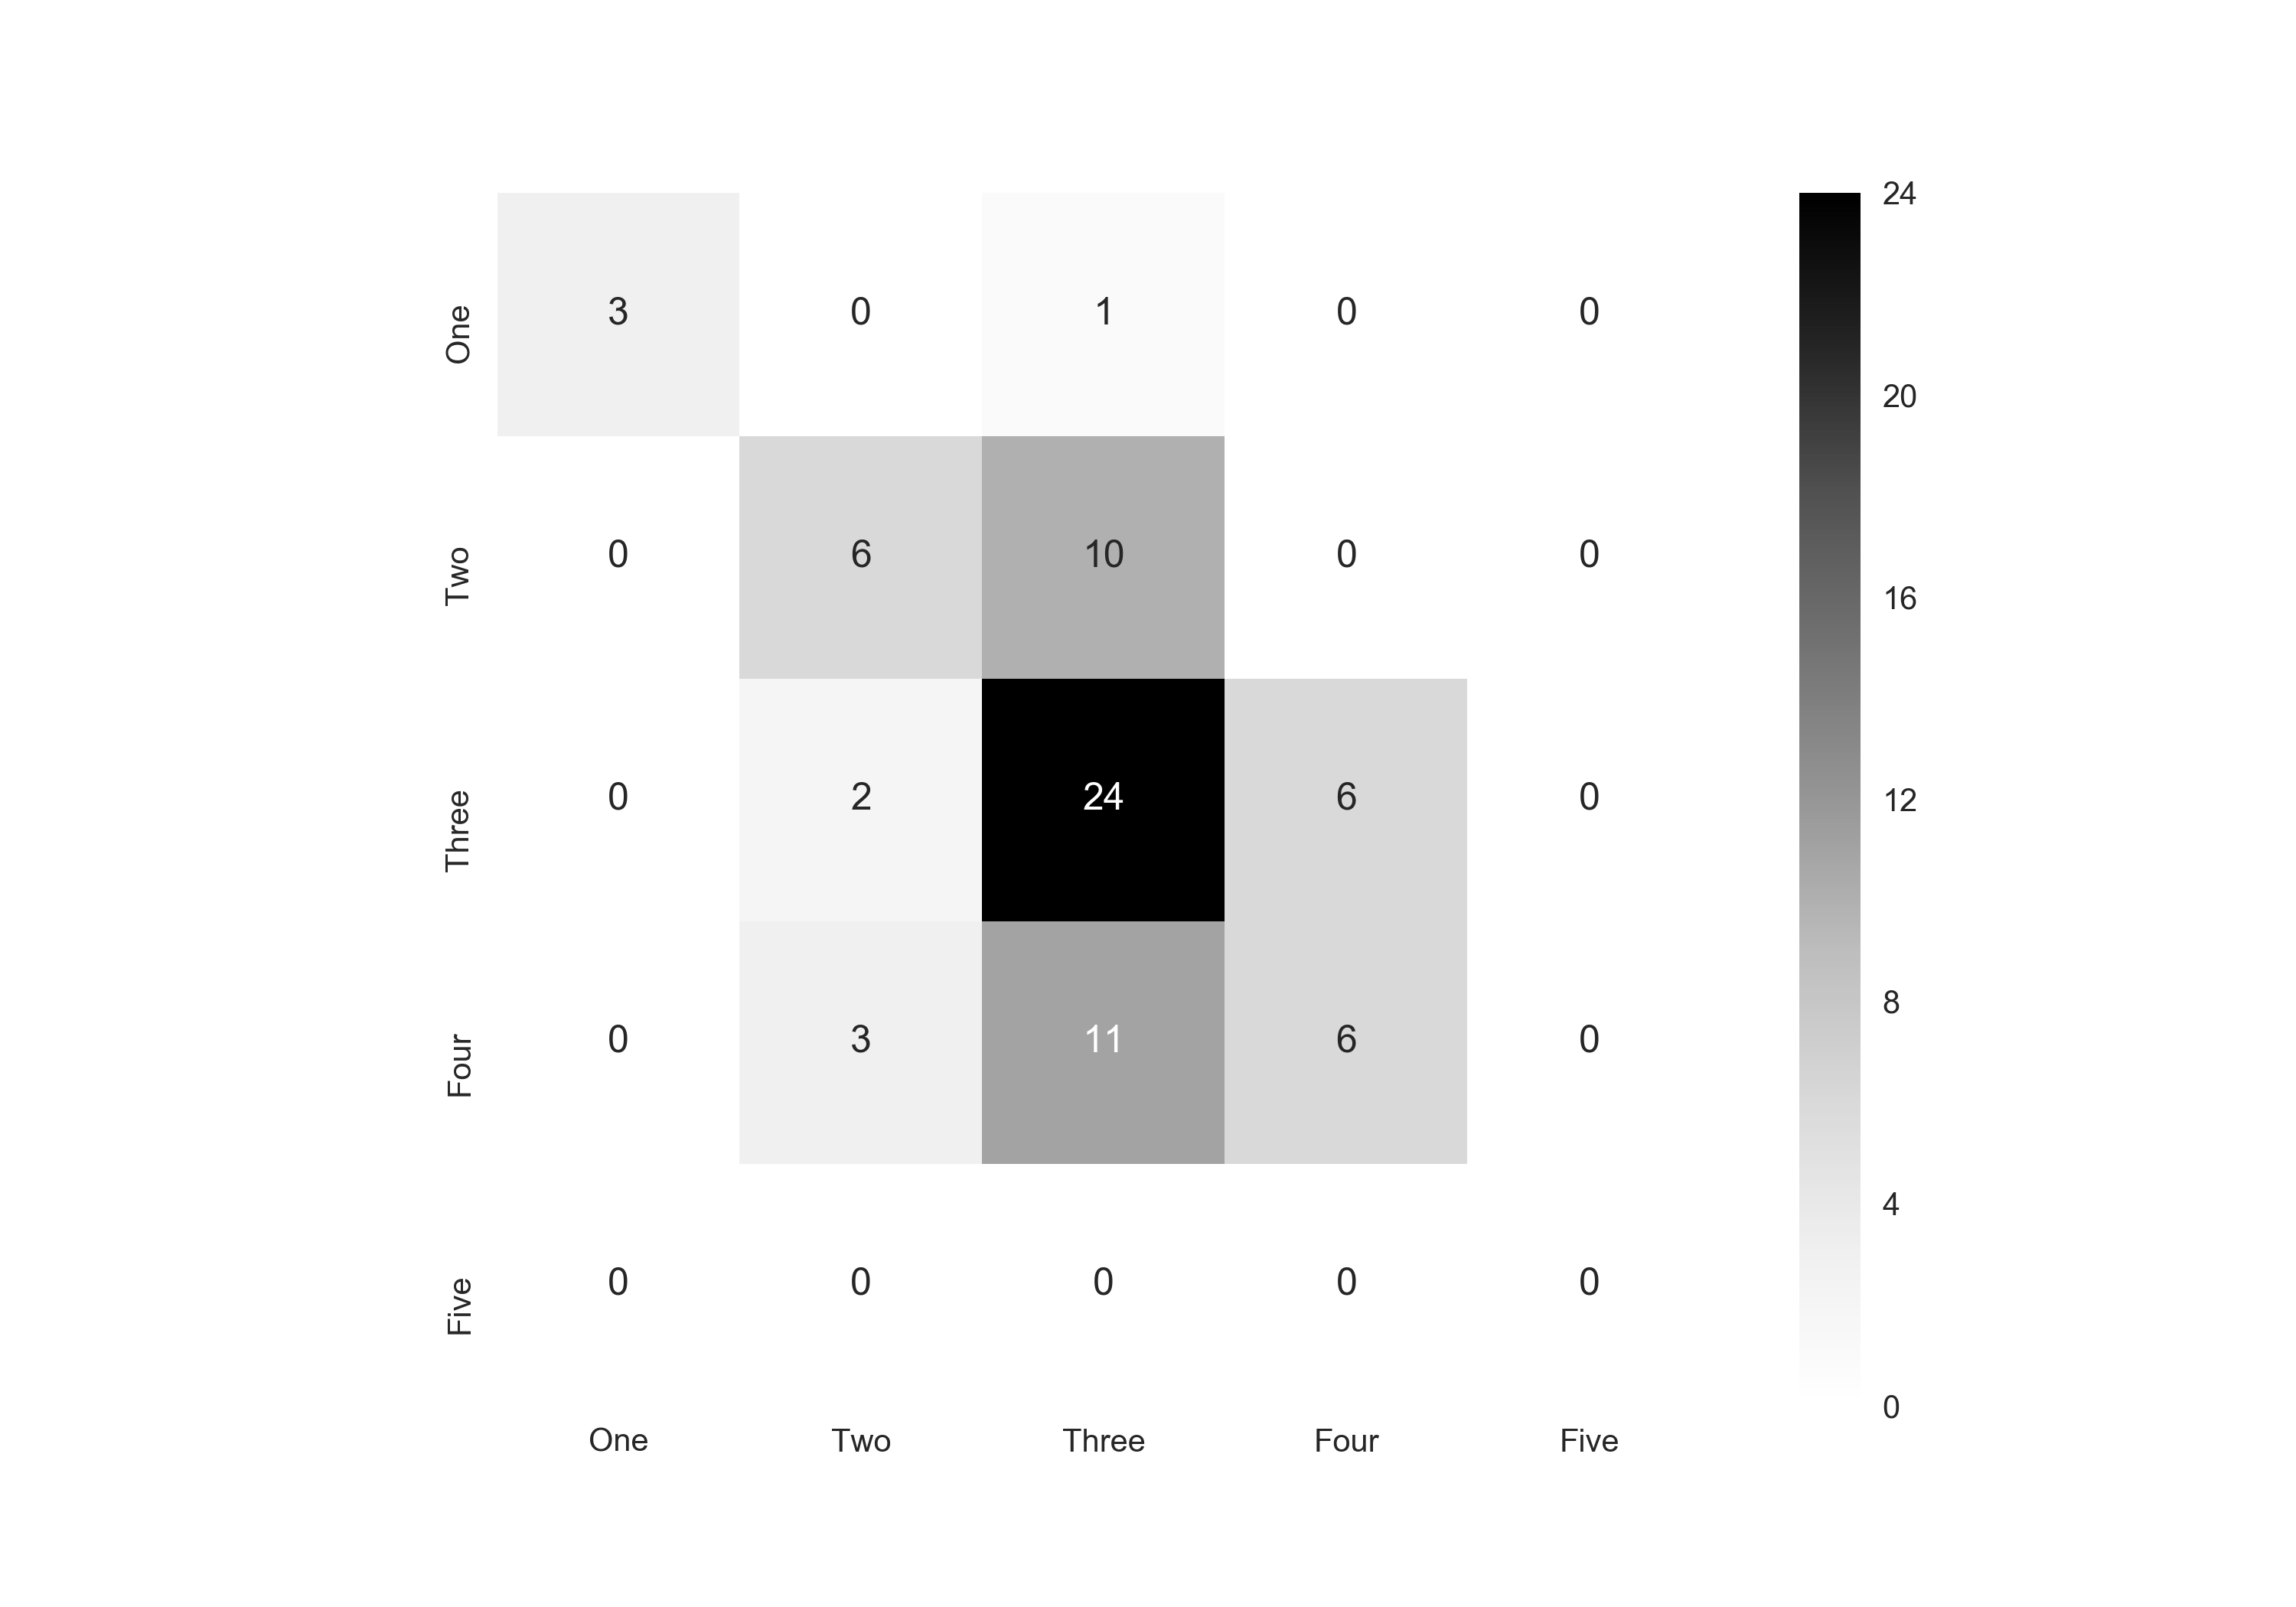 24
One 3 0 1 0 0
20
Two 0 6 10 0 0
16
Three 0 2 24 6 0
12
Four 0 3 11 6 0
8
4
Five 0 0 0 0 0
0
One Two Three Four Five